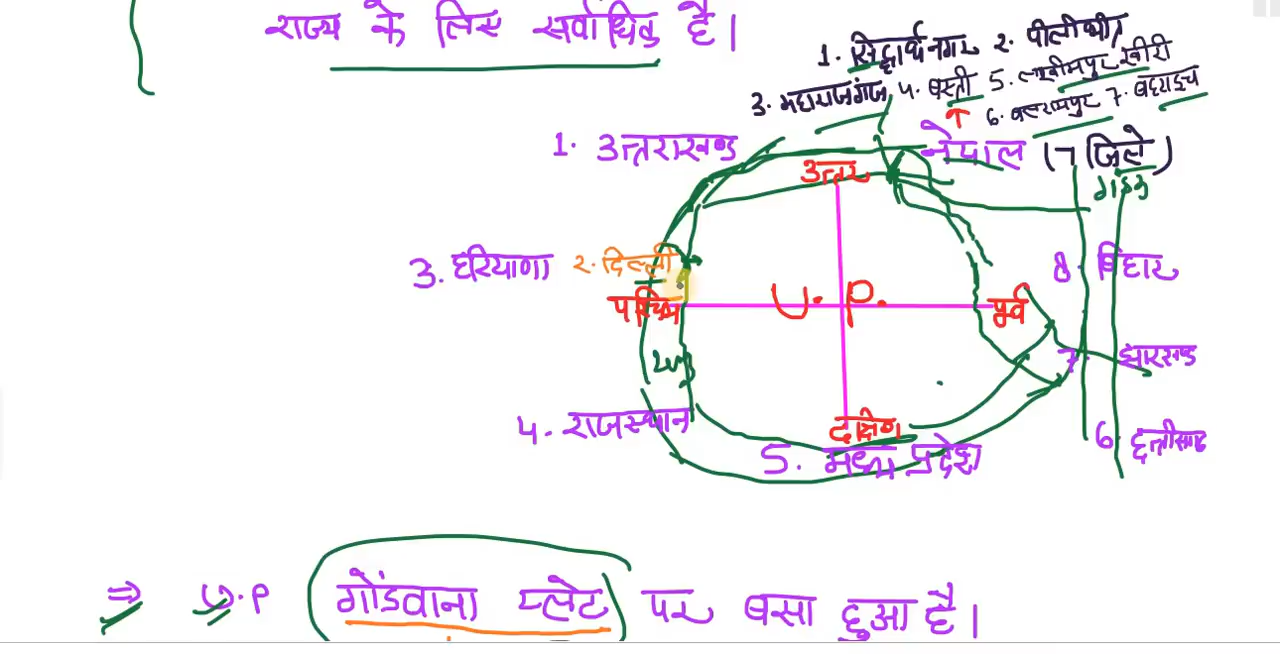 राज्य के लिए सर्वाधिक है।
1. सिद्धार्थनगर 2. पीलीभीत
3. महाराजगंज 4. बस्ती 5. लखीमपुर खीरी
6. बलरामपुर 7. बहराइच
1. उत्तराखण्ड
नेपाल (7 जिले)
उत्तर
3. हरियाणा 2. दिल्ली
8 बिहार
पश्चिम U.P. पूर्व
7 झारखण्ड
4. राजस्थान
दक्षिण
6 छत्तीसगढ़
5. मध्य प्रदेश
⇒ U.P गोंडवाना प्लेट पर बसा हुआ है।